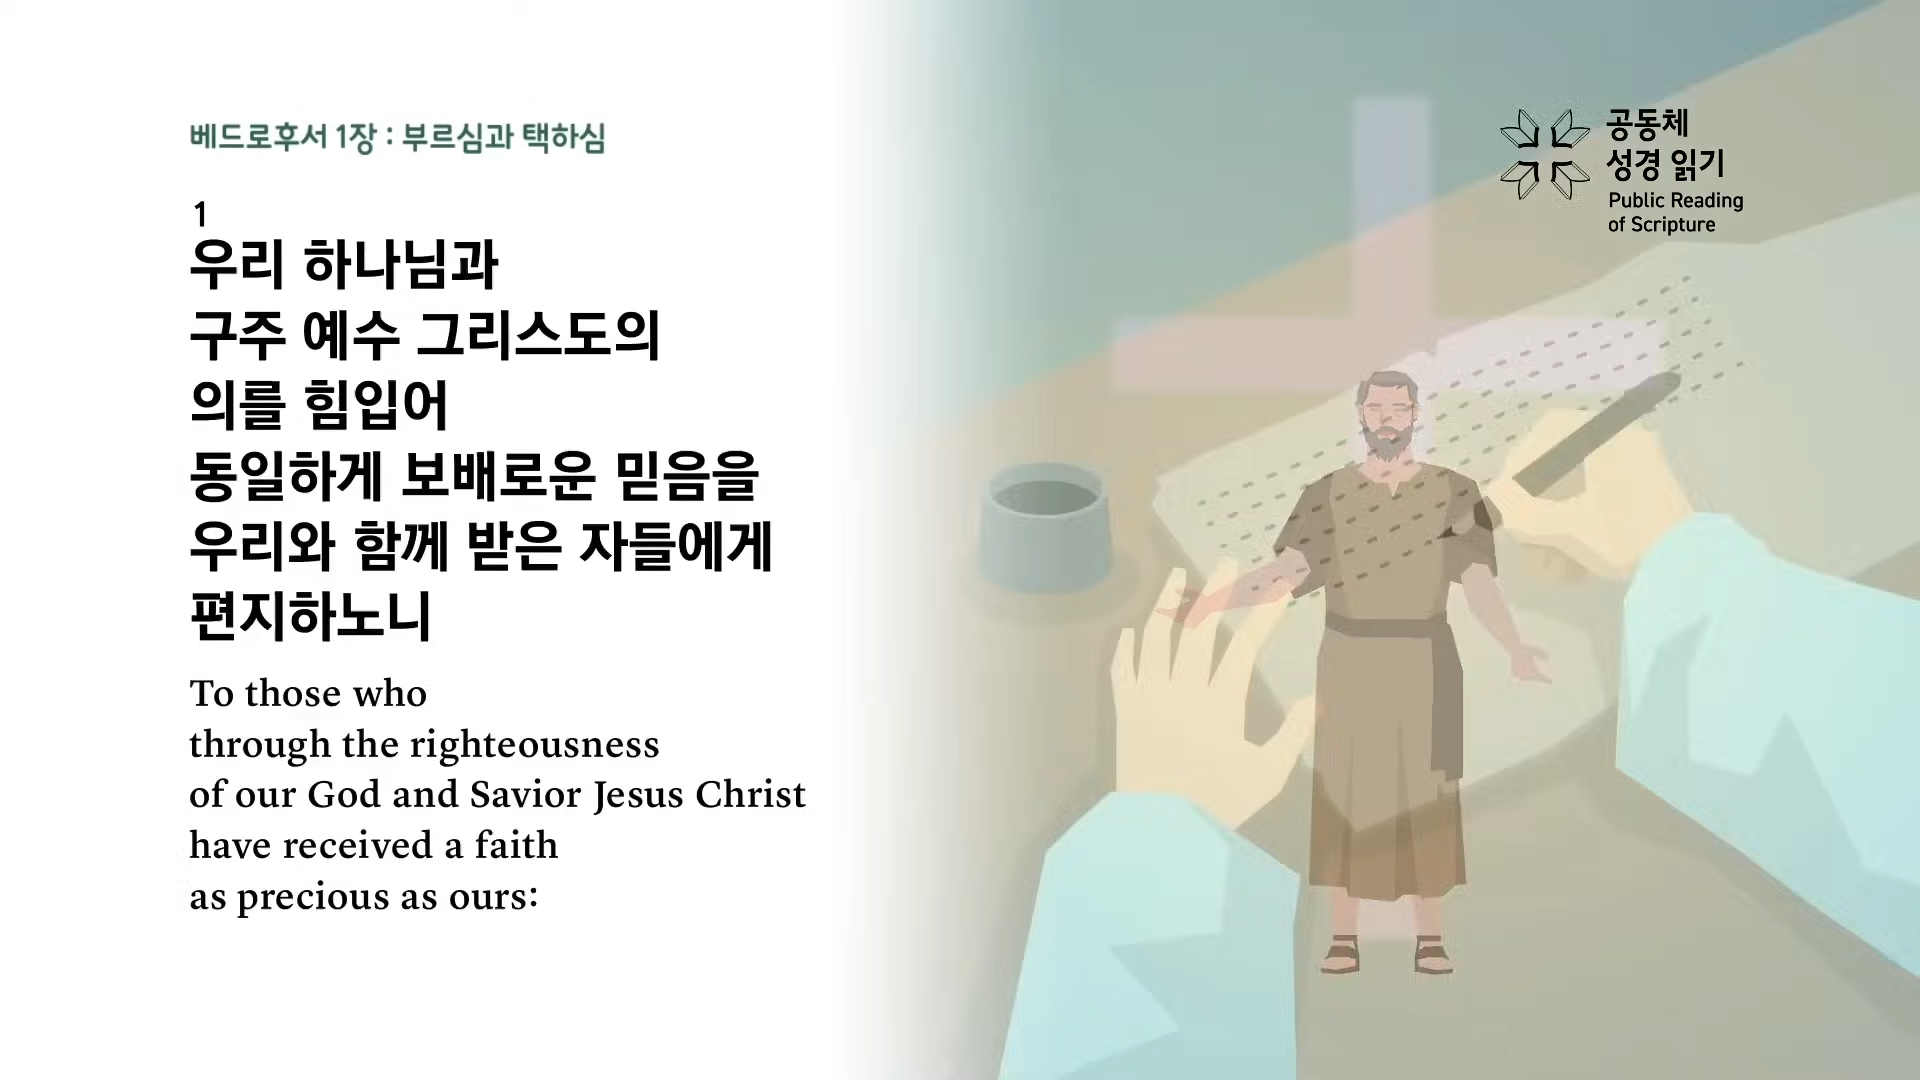 베드로후서 1장 : 부르심과 택하심
1
우리 하나님과
구주 예수 그리스도의
의를 힘입어
동일하게 보배로운 믿음을
우리와 함께 받은 자들에게
편지하노니
To those who
through the righteousness
of our God and Savior Jesus Christ
have received a faith
as precious as ours:
공동체
성경 읽기
Public Reading
of Scripture